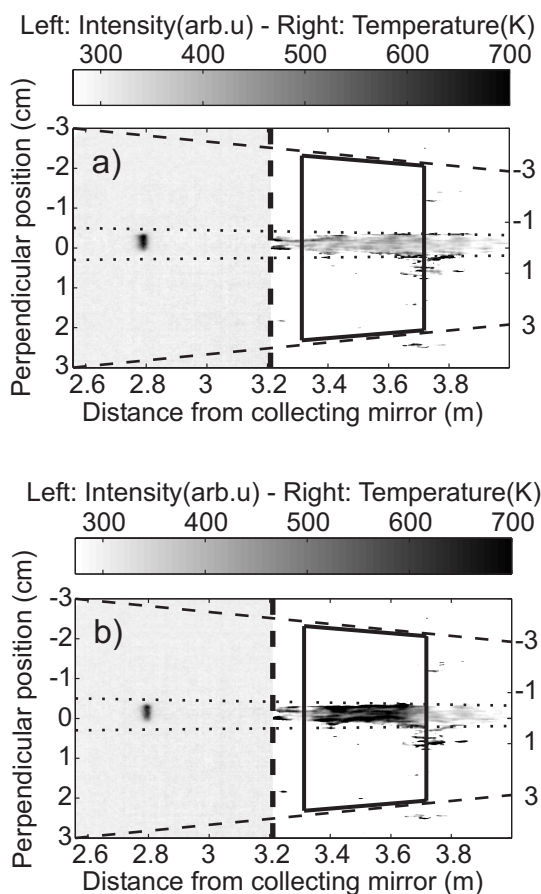 Left: Intensity(arb.u) - Right: Temperature(K)
300 400 500 600 700
Perpendicular position (cm)
a)
-3
-2
-1
0
1
2
3
-3
-1
1
3
2.6 2.8 3 3.2 3.4 3.6 3.8
Distance from collecting mirror (m)
Left: Intensity(arb.u) - Right: Temperature(K)
300 400 500 600 700
Perpendicular position (cm)
b)
-3
-2
-1
0
1
2
3
-3
-1
1
3
2.6 2.8 3 3.2 3.4 3.6 3.8
Distance from collecting mirror (m)